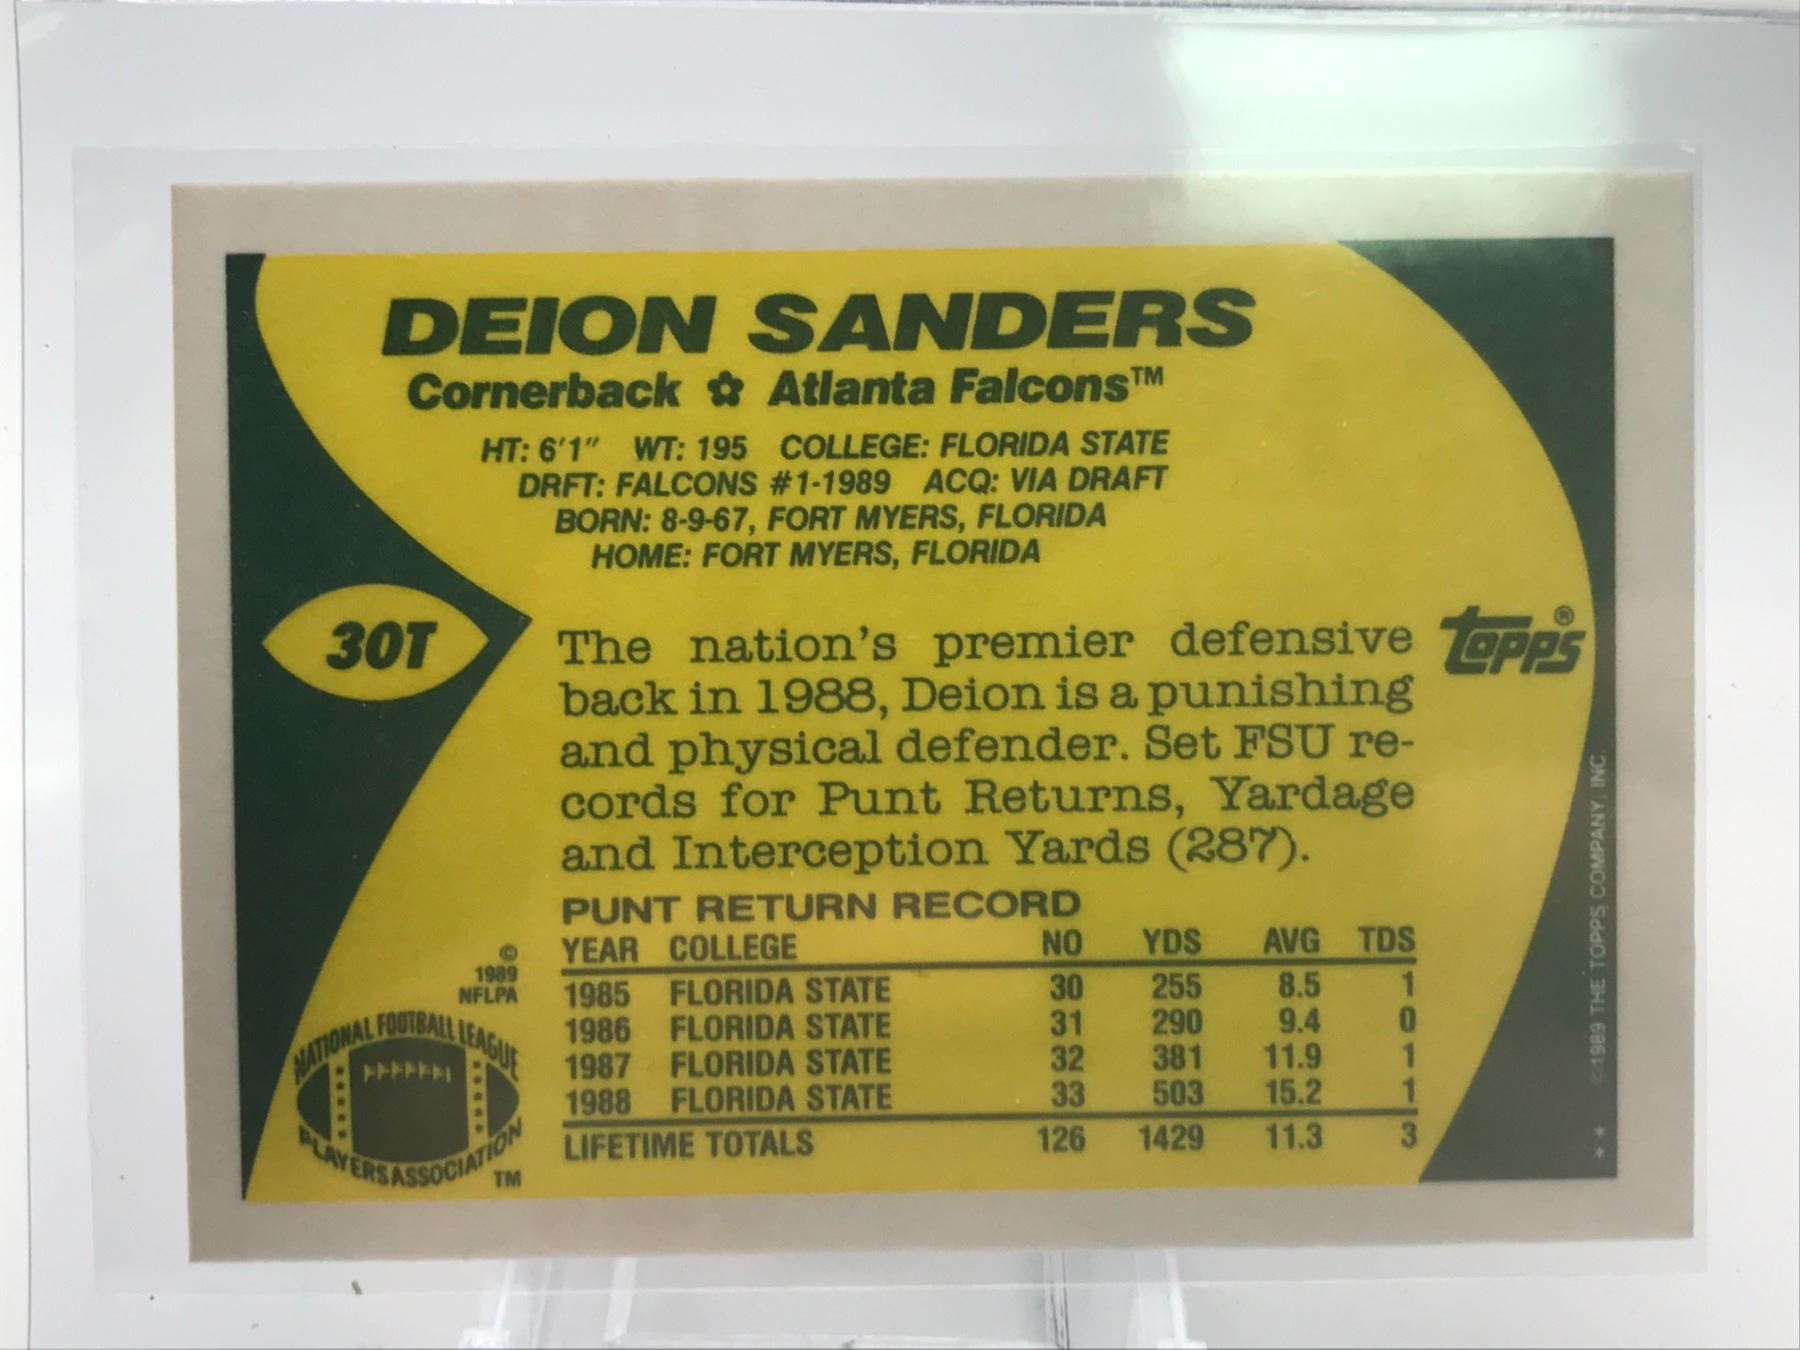 DEION SANDERS
Cornerback ✿ Atlanta Falcons™
HT: 6'1" WT: 195 COLLEGE: FLORIDA STATE
DRFT: FALCONS #1-1989 ACQ: VIA DRAFT
BORN: 8-9-67, FORT MYERS, FLORIDA
HOME: FORT MYERS, FLORIDA
30T
topps®
The nation's premier defensive
back in 1988, Deion is a punishing
and physical defender. Set FSU re-
cords for Punt Returns, Yardage
and Interception Yards (287).
PUNT RETURN RECORD
YEAR COLLEGE NO YDS AVG TDS
1985 FLORIDA STATE 30 255 8.5 1
1986 FLORIDA STATE 31 290 9.4 0
1987 FLORIDA STATE 32 381 11.9 1
1988 FLORIDA STATE 33 503 15.2 1
LIFETIME TOTALS 126 1429 11.3 3
©
1989
NFLPA
NATIONAL FOOTBALL LEAGUE
PLAYERS ASSOCIATION
TM
©1989 THE TOPPS COMPANY, INC.
* *